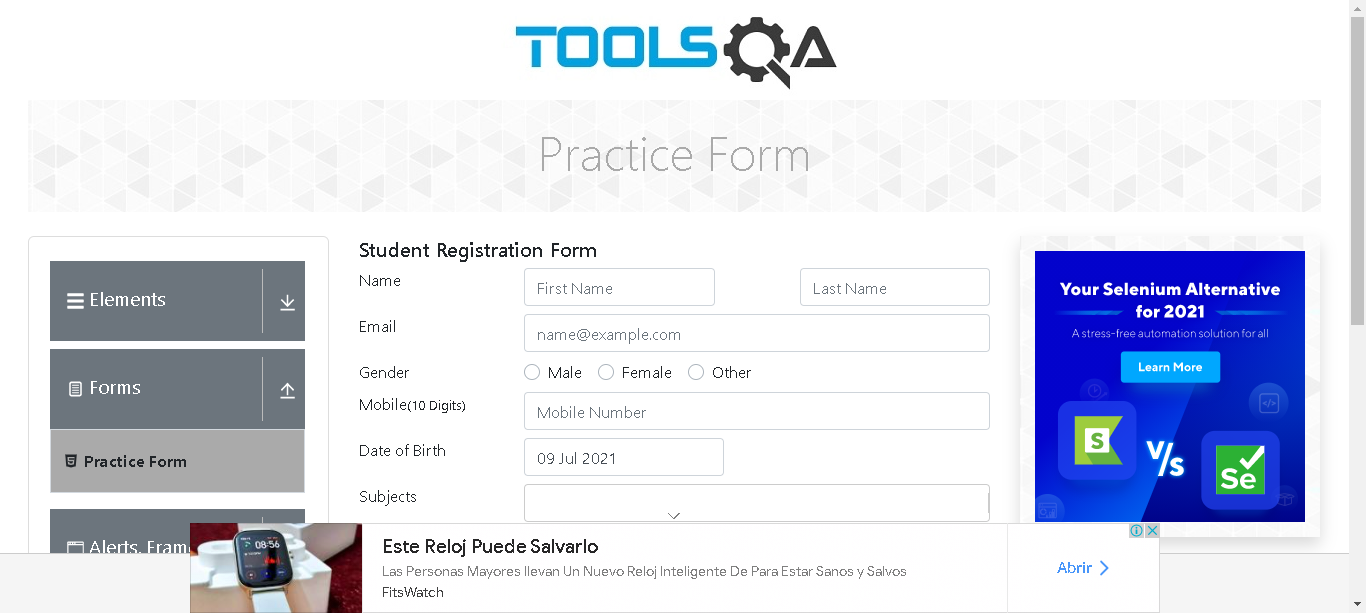 TOOLSQA
Practice Form
Elements
Forms
Practice Form
Alerts, Fram
Student Registration Form
Name
First Name
Last Name
Email
name@example.com
Gender
Male
Female
Other
Mobile(10 Digits)
Mobile Number
Date of Birth
09 Jul 2021
Subjects
Your Selenium Alternative
for 2021
A stress-free automation solution for all
Learn More
S
V/s
Se
08:56
Este Reloj Puede Salvarlo
Las Personas Mayores llevan Un Nuevo Reloj Inteligente De Para Estar Sanos y Salvos
FitsWatch
Abrir